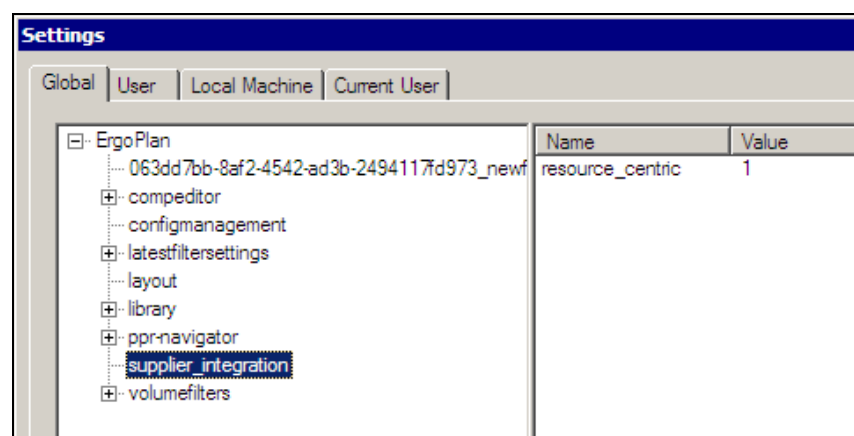 Settings
Global User Local Machine Current User
ErgoPlan
063dd7bb-8af2-4542-ad3b-2494117fd973_newf
compeditor
configmanagement
latestfiltersettings
layout
library
ppr-navigator
supplier_integration
volumefilters
Name Value
resource_centric 1